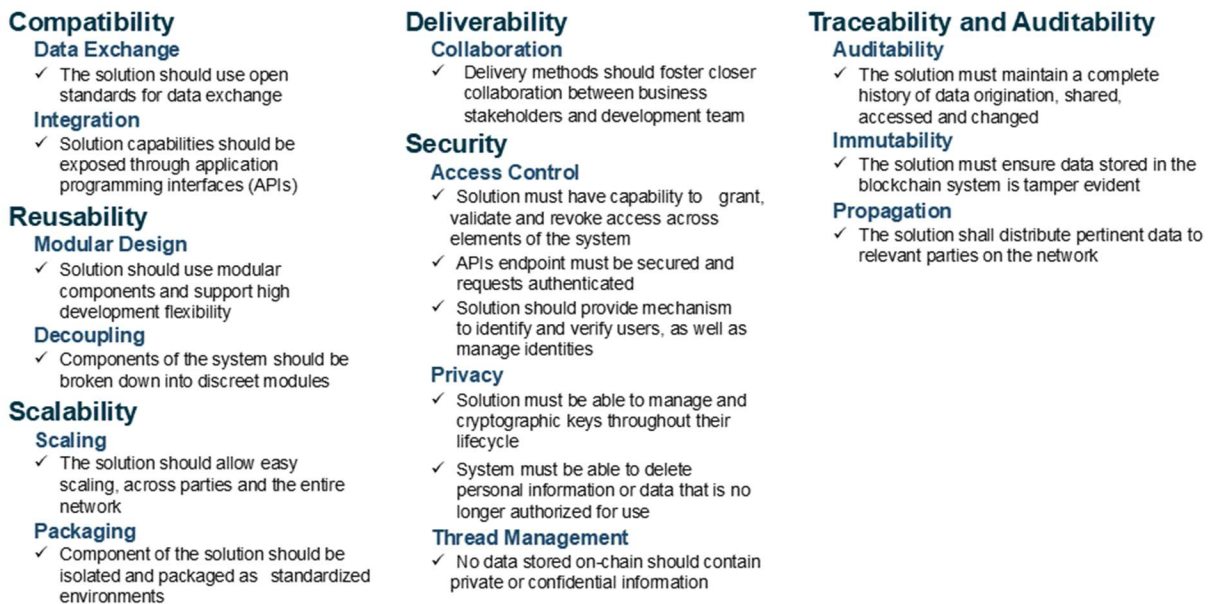 Compatibility
Data Exchange
✓ The solution should use open
standards for data exchange
Integration
✓ Solution capabilities should be
exposed through application
programming interfaces (APIs)
Reusability
Modular Design
✓ Solution should use modular
components and support high
development flexibility
Decoupling
✓ Components of the system should be
broken down into discreet modules
Scalability
Scaling
✓ The solution should allow easy
scaling, across parties and the entire
network
Packaging
✓ Component of the solution should be
isolated and packaged as standardized
environments
Deliverability
Collaboration
✓ Delivery methods should foster closer
collaboration between business
stakeholders and development team
Security
Access Control
✓ Solution must have capability to grant,
validate and revoke access across
elements of the system
✓ APIs endpoint must be secured and
requests authenticated
✓ Solution should provide mechanism
to identify and verify users, as well as
manage identities
Privacy
✓ Solution must be able to manage and
cryptographic keys throughout their
lifecycle
✓ System must be able to delete
personal information or data that is no
longer authorized for use
Thread Management
✓ No data stored on-chain should contain
private or confidential information
Traceability and Auditability
Auditability
✓ The solution must maintain a complete
history of data origination, shared,
accessed and changed
Immutability
✓ The solution must ensure data stored in the
blockchain system is tamper evident
Propagation
✓ The solution shall distribute pertinent data to
relevant parties on the network